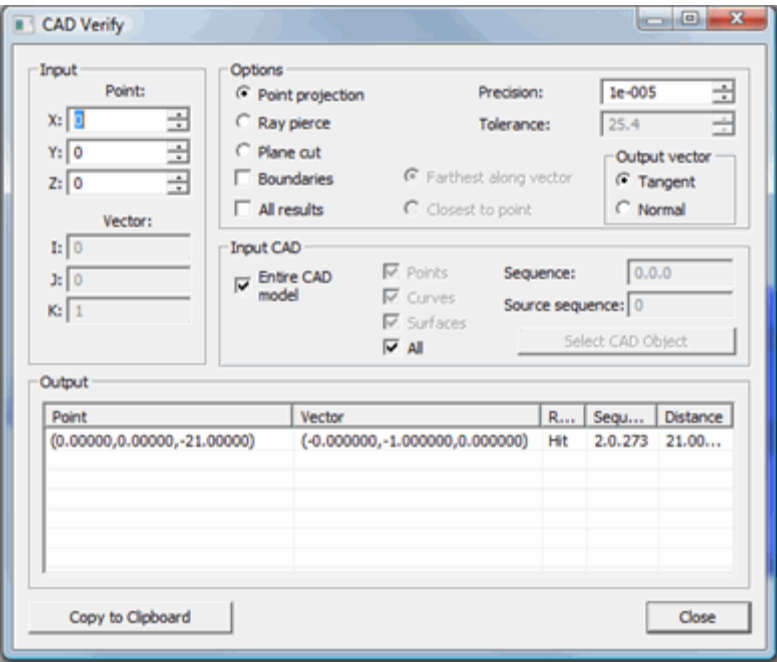 CAD Verify
Input
Point:
X: 0
Y: 0
Z: 0
Vector:
I: 0
J: 0
K: 1
Options
Point projection
Ray pierce
Plane cut
Boundaries
All results
Farthest along vector
Closest to point
Precision: 1e-005
Tolerance: 25.4
Output vector
Tangent
Normal
Input CAD
Entire CAD
model
Points
Curves
Surfaces
All
Sequence: 0.0.0
Source sequence: 0
Select CAD Object
Output
Point Vector R... Sequ... Distance
(0.00000,0.00000,-21.00000) (-0.000000,-1.000000,0.000000) Hit 2.0.273 21.00...
Copy to Clipboard Close